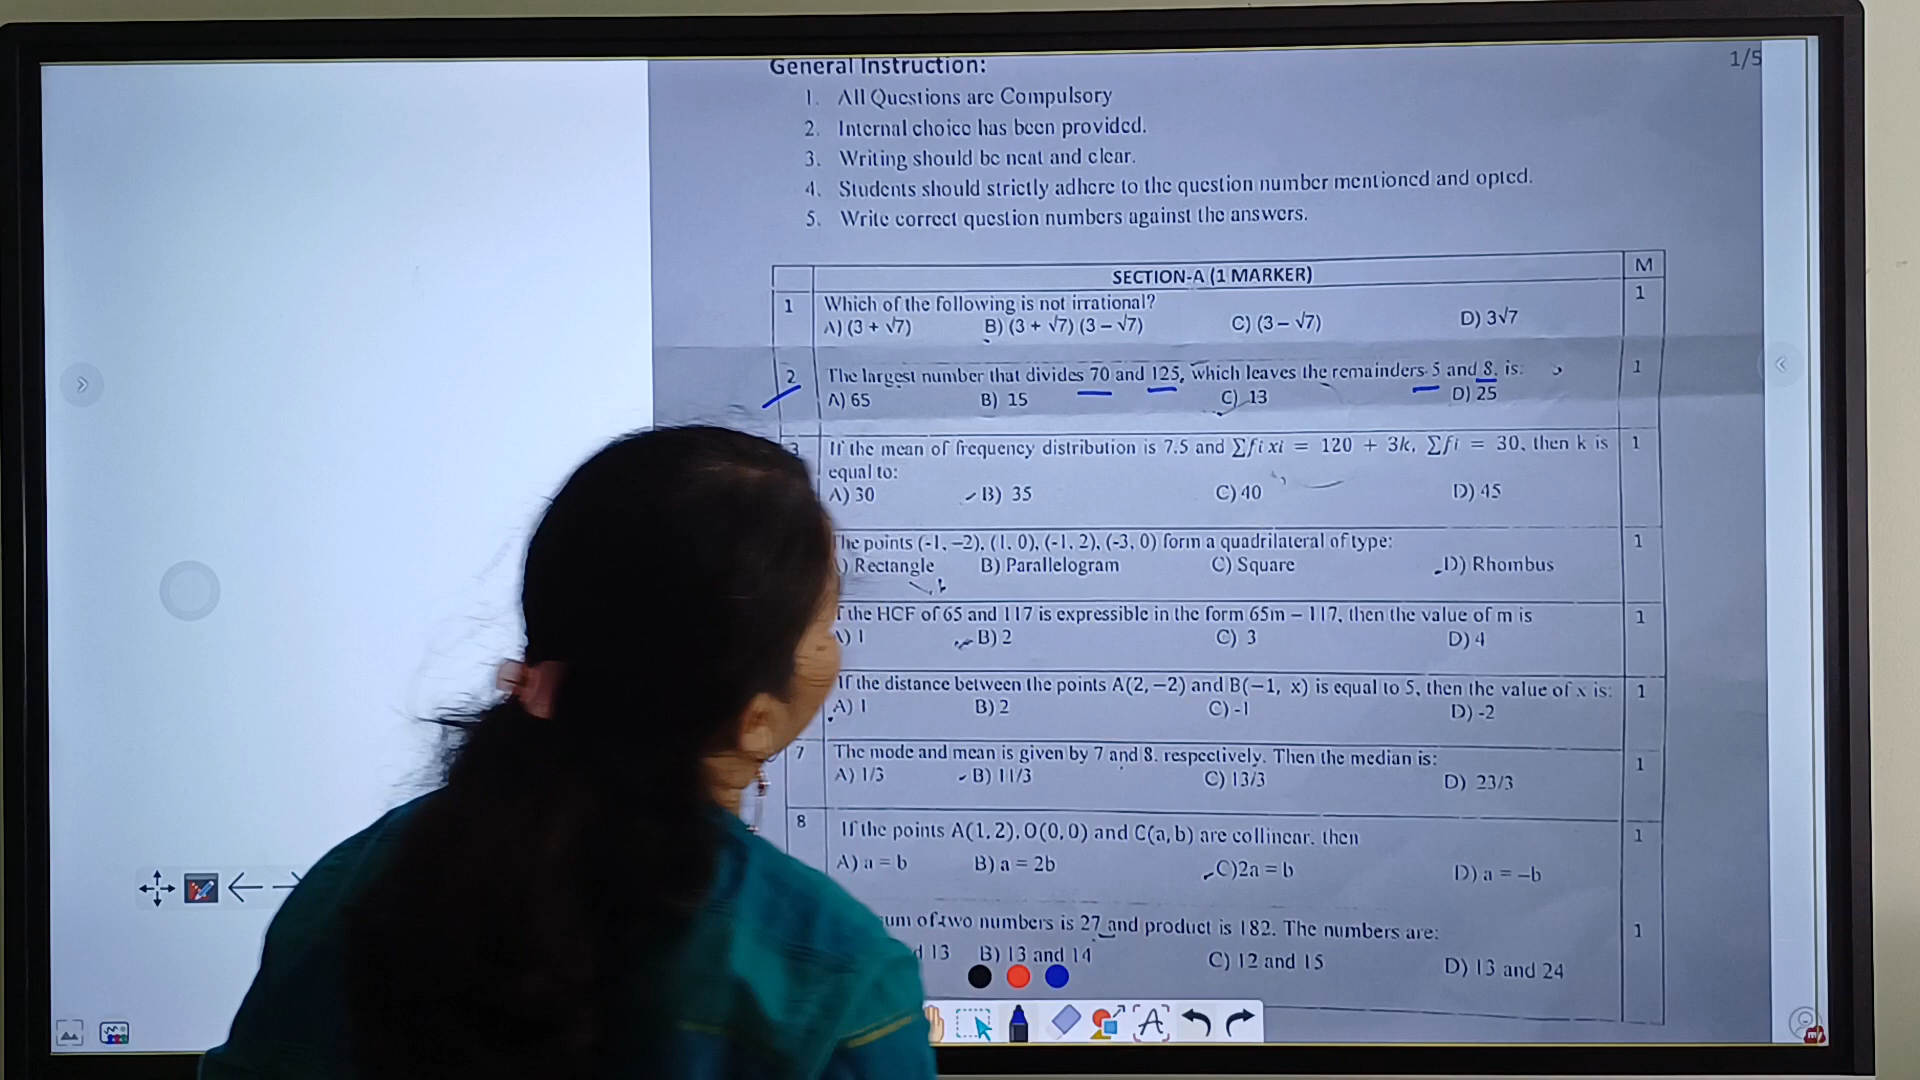 1/5
General Instruction:
1. All Questions are Compulsory
2. Internal choice has been provided.
3. Writing should be neat and clear.
4. Students should strictly adhere to the question number mentioned and opted.
5. Write correct question numbers against the answers.
SECTION-A (1 MARKER) M
1 Which of the following is not irrational? 1
A) (3 + √7) B) (3 + √7) (3 – √7) C) (3 – √7) D) 3√7
2 The largest number that divides 70 and 125, which leaves the remainders 5 and 8, is: 1
A) 65 B) 15 C) 13 D) 25
3 If the mean of frequency distribution is 7.5 and ∑fixi = 120 + 3k, ∑fi = 30, then k is 1
equal to:
A) 30 B) 35 C) 40 D) 45
The points (-1, –2), (1, 0), (-1, 2), (-3, 0) form a quadrilateral of type: 1
) Rectangle B) Parallelogram C) Square D) Rhombus
f the HCF of 65 and 117 is expressible in the form 65m – 117, then the value of m is 1
A) 1 B) 2 C) 3 D) 4
If the distance between the points A(2, –2) and B(–1, x) is equal to 5, then the value of x is: 1
A) 1 B) 2 C) -1 D) -2
7 The mode and mean is given by 7 and 8, respectively. Then the median is: 1
A) 1/3 B) 11/3 C) 13/3 D) 23/3
8 If the points A(1, 2), O(0, 0) and C(a, b) are collinear, then 1
A) a = b B) a = 2b C) 2a = b D) a = –b
um of two numbers is 27 and product is 182. The numbers are: 1
d 13 B) 13 and 14 C) 12 and 15 D) 13 and 24